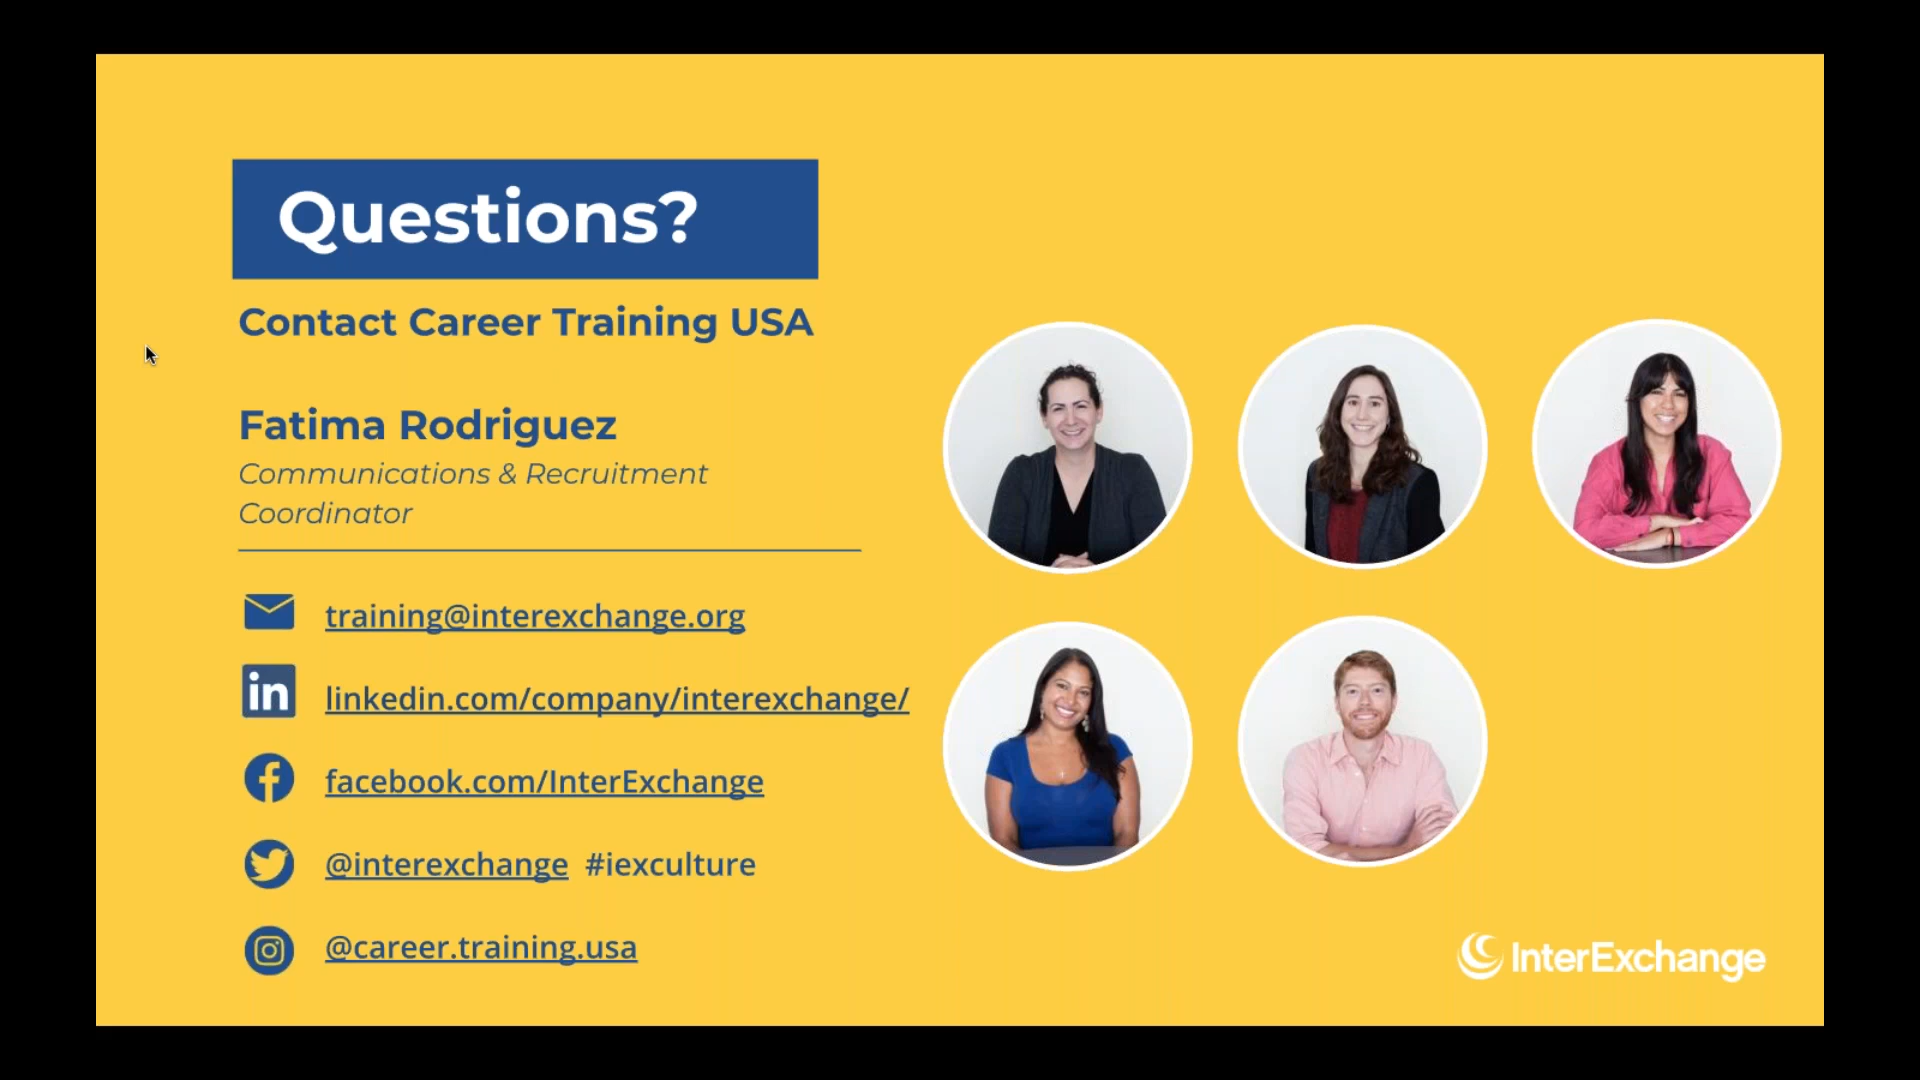 Questions?
Contact Career Training USA
Fatima Rodriguez
Communications & Recruitment
Coordinator
training@interexchange.org
in linkedin.com/company/interexchange/
facebook.com/InterExchange
@interexchange #iexculture
@career.training.usa
InterExchange